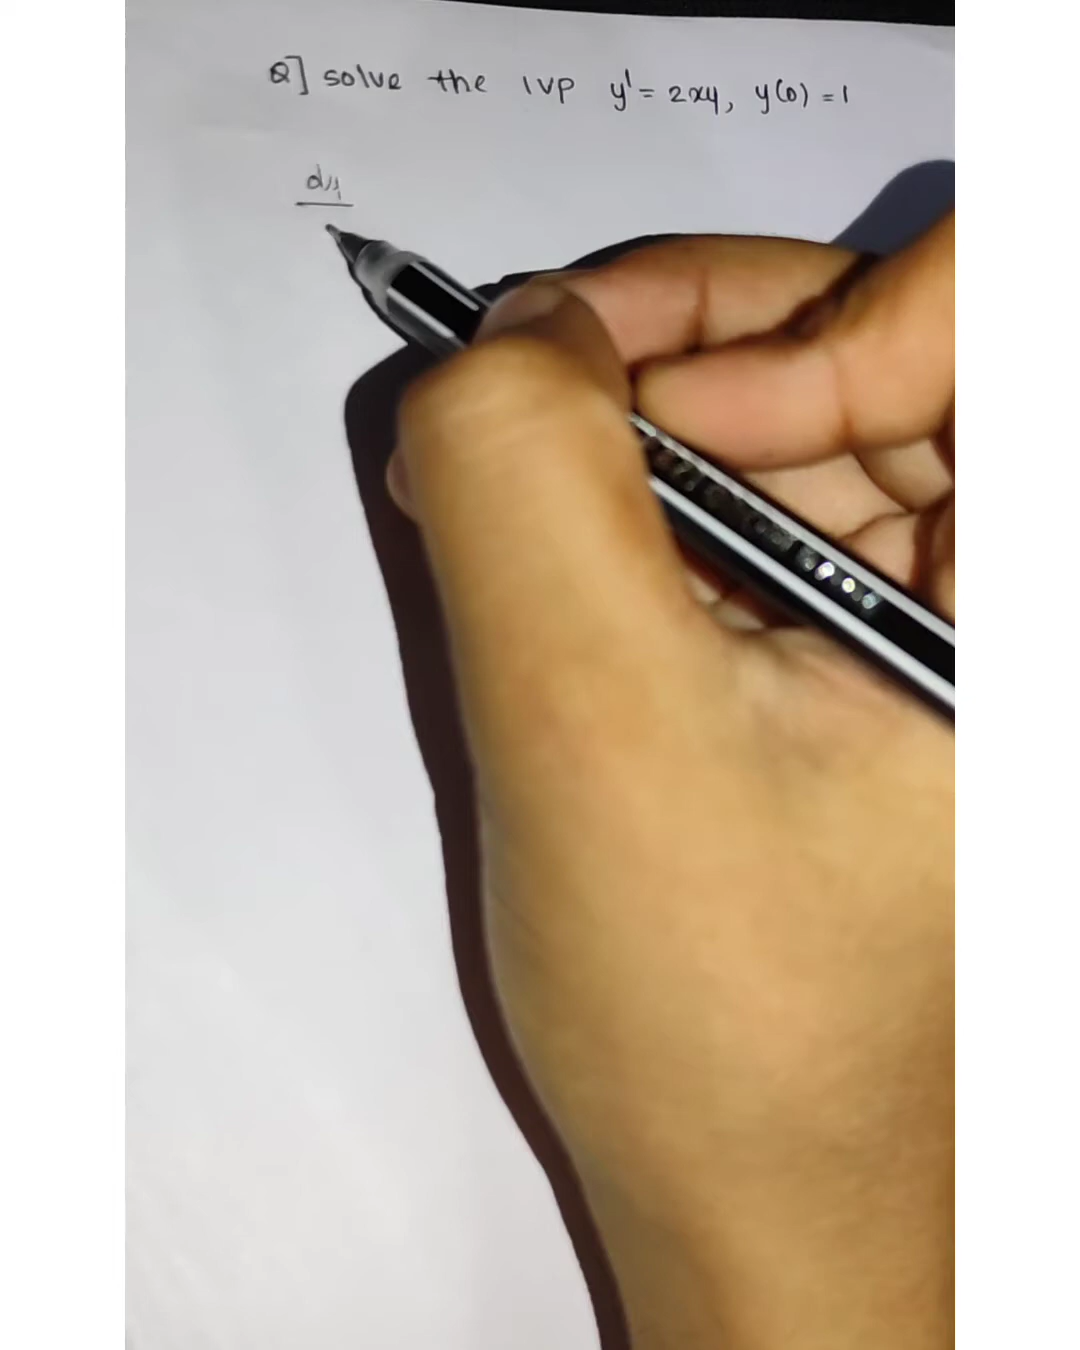 Q] solve the IVP y' = 2xy, y(0) = 1
dy